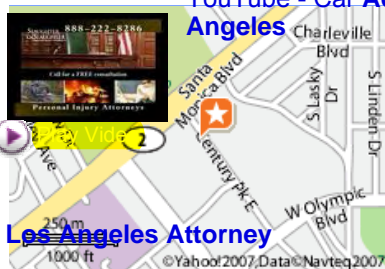 YouTube - Car
Angeles
888-222-8286
Call for a FREE consultation
Personal Injury Attorneys
Play Vide
Charleville
Blvd
Santa
Monica Blvd
S Lasky
Dr
S Linden
Dr
2
Ave
Century Pk E
W Olympic
Blvd
250 m
Los Angeles Attorney
1000 ft
©Yahoo!2007,Data©Navteq2007